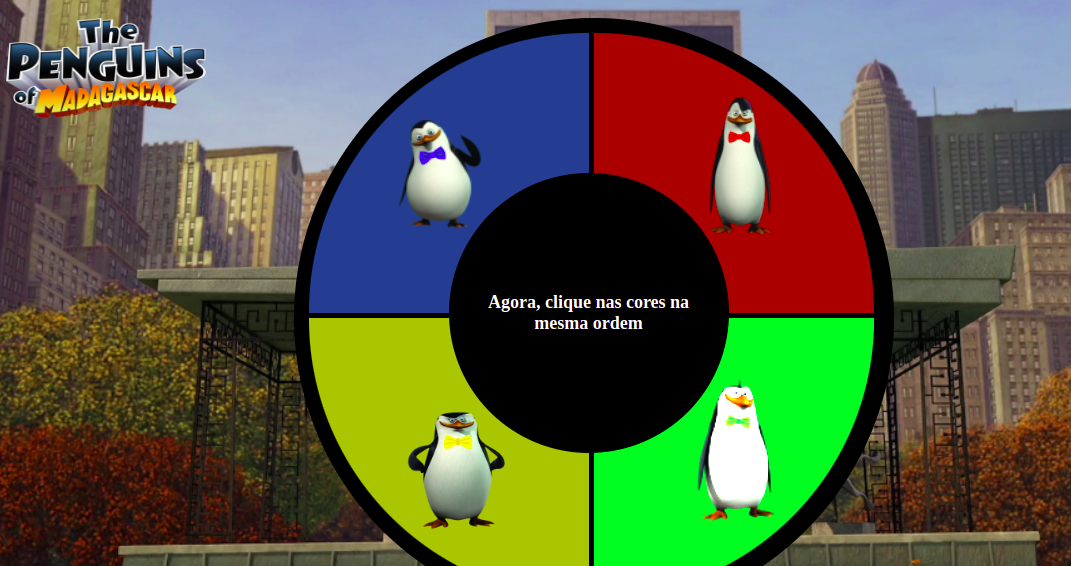 The
PENGUINS
of MADAGASCAR
Agora, clique nas cores na
mesma ordem